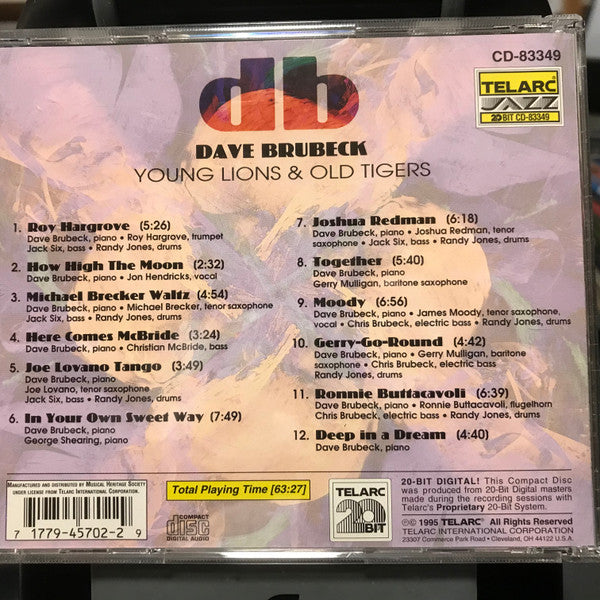 CD-83349
db
TELARC
JAZZ
20 BIT CD-83349
DAVE BRUBECK
YOUNG LIONS & OLD TIGERS
1. Roy Hargrove (5:26)
Dave Brubeck, piano • Roy Hargrove, trumpet
Jack Six, bass • Randy Jones, drums
2. How High The Moon (2:32)
Dave Brubeck, piano • Jon Hendricks, vocal
3. Michael Brecker Waltz (4:54)
Dave Brubeck, piano • Michael Brecker, tenor saxophone
Jack Six, bass • Randy Jones, drums
4. Here Comes McBride (3:24)
Dave Brubeck, piano • Christian McBride, bass
5. Joe Lovano Tango (3:49)
Dave Brubeck, piano
Joe Lovano, tenor saxophone
Jack Six, bass • Randy Jones, drums
6. In Your Own Sweet Way (7:49)
Dave Brubeck, piano
George Shearing, piano
7. Joshua Redman (6:18)
Dave Brubeck, piano • Joshua Redman, tenor
saxophone • Jack Six, bass • Randy Jones, drums
8. Together (5:40)
Dave Brubeck, piano
Gerry Mulligan, baritone saxophone
9. Moody (6:56)
Dave Brubeck, piano • James Moody, tenor saxophone,
vocal • Chris Brubeck, electric bass • Randy Jones, drums
10. Gerry-Go-Round (4:42)
Dave Brubeck, piano • Gerry Mulligan, baritone
saxophone • Chris Brubeck, electric bass
Randy Jones, drums
11. Ronnie Buttacavoli (6:39)
Dave Brubeck, piano • Ronnie Buttacavoli, flugelhorn
Chris Brubeck, electric bass • Randy Jones, drums
12. Deep in a Dream (4:40)
Dave Brubeck, piano
Manufactured and distributed by Musical Heritage Society
under license from Telarc International Corporation.
7 17794-5702-2 9
Total Playing Time [63:27]
COMPACT
disc
DIGITAL AUDIO
TELARC
20
BIT
20-BIT DIGITAL! This Compact Disc
was produced from 20-Bit Digital masters
made during the recording sessions with
Telarc's Proprietary 20-Bit System.
℗©1995 TELARC® All Rights Reserved
TELARC INTERNATIONAL CORPORATION
23307 Commerce Park Road • Cleveland, OH 44122 U.S.A.